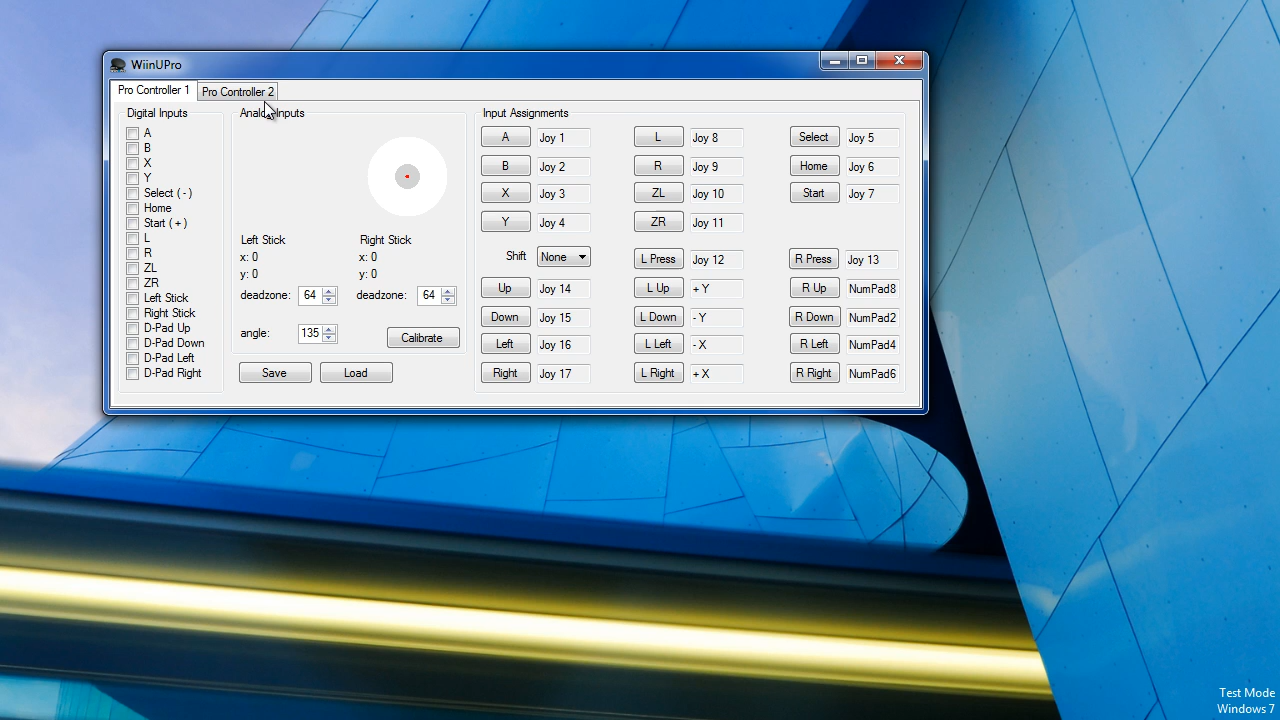 WiinUPro
Pro Controller 1
Pro Controller 2
Digital Inputs
A
B
X
Y
Select ( - )
Home
Start ( + )
L
R
ZL
ZR
Left Stick
Right Stick
D-Pad Up
D-Pad Down
D-Pad Left
D-Pad Right
Analog Inputs
Left Stick
x: 0
y: 0
deadzone: 64
Right Stick
x: 0
y: 0
deadzone: 64
angle: 135
Calibrate
Save
Load
Input Assignments
A Joy 1
B Joy 2
X Joy 3
Y Joy 4
Shift None
Up Joy 14
Down Joy 15
Left Joy 16
Right Joy 17
L Joy 8
R Joy 9
ZL Joy 10
ZR Joy 11
L Press Joy 12
L Up + Y
L Down - Y
L Left - X
L Right + X
Select Joy 5
Home Joy 6
Start Joy 7
R Press Joy 13
R Up NumPad8
R Down NumPad2
R Left NumPad4
R Right NumPad6
Test Mode
Windows 7